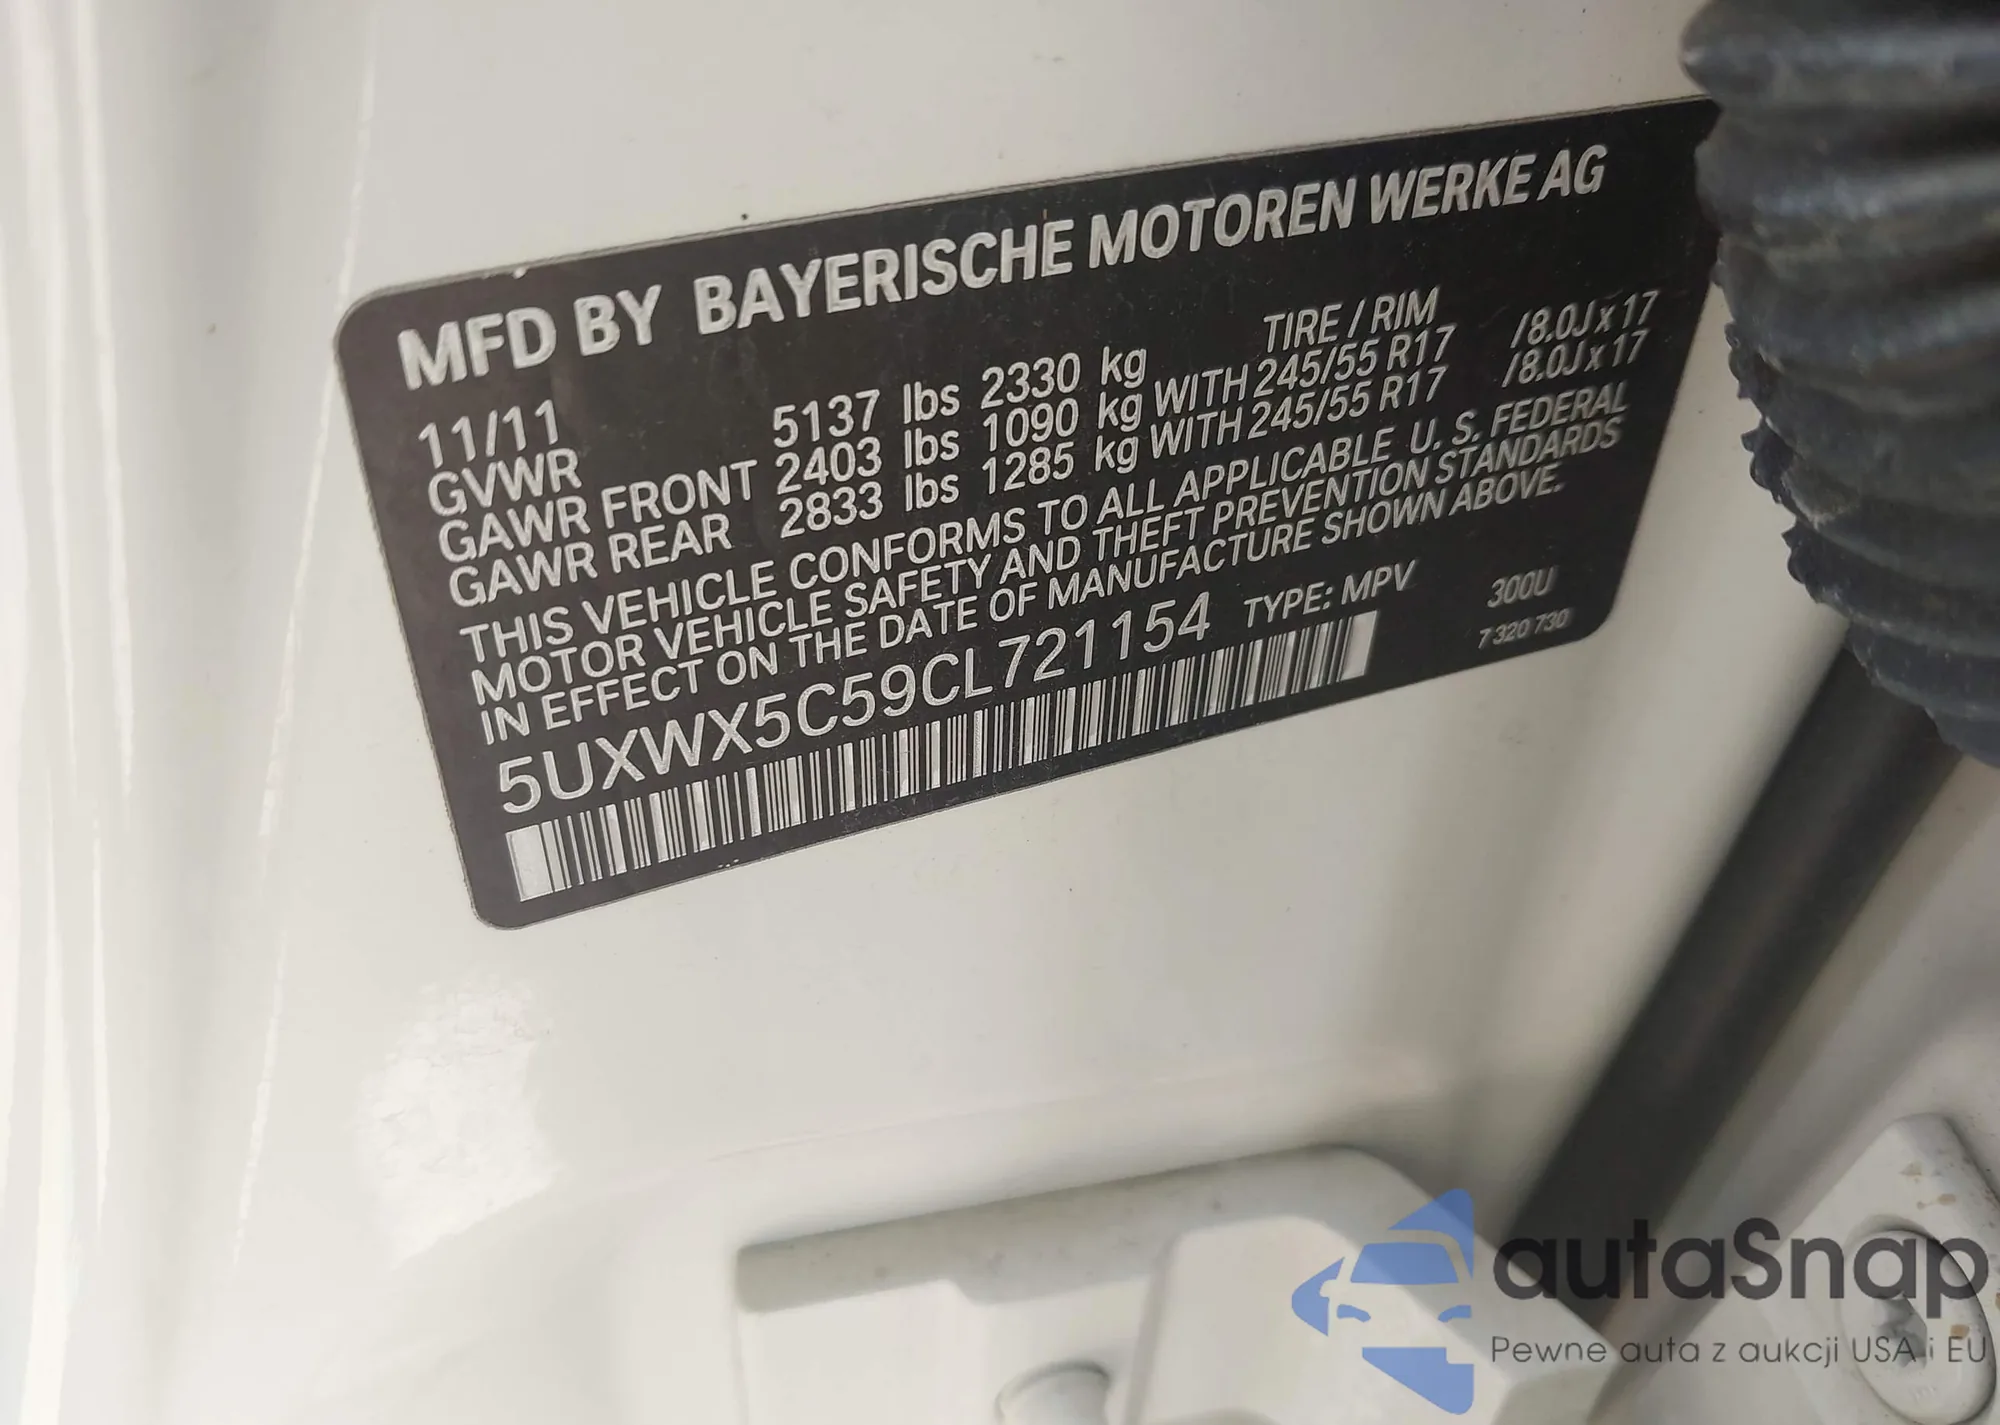 MFD BY BAYERISCHE MOTOREN WERKE AG
11/11 TIRE / RIM
GVWR 5137 lbs 2330 kg
GAWR FRONT 2403 lbs 1090 kg WITH 245/55 R17 /8.0J x 17
GAWR REAR 2833 lbs 1285 kg WITH 245/55 R17 /8.0J x 17
THIS VEHICLE CONFORMS TO ALL APPLICABLE U. S. FEDERAL
MOTOR VEHICLE SAFETY AND THEFT PREVENTION STANDARDS
IN EFFECT ON THE DATE OF MANUFACTURE SHOWN ABOVE.
5UXWX5C59CL721154 TYPE: MPV 300U
7 320 730
autaSnap
Pewne auta z aukcji USA i EU